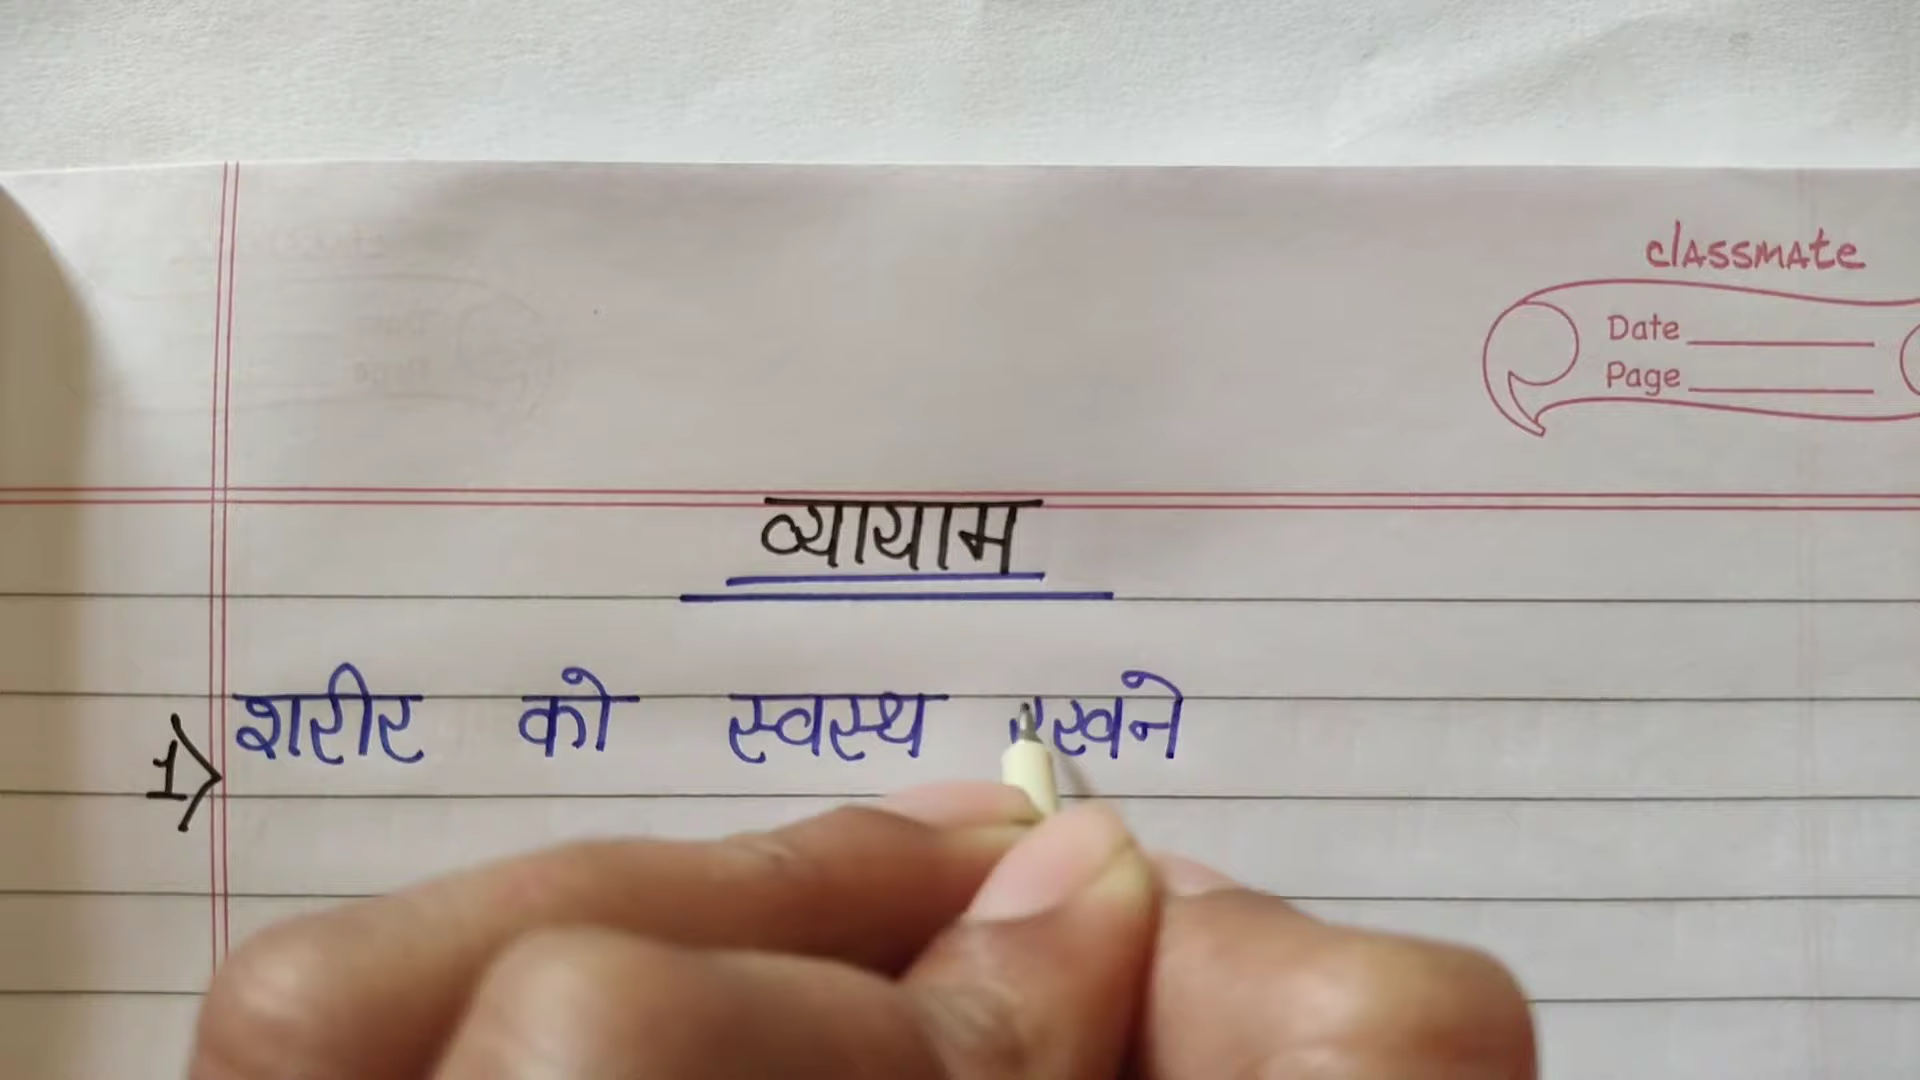 classmate
Date
Page
व्यायाम
1) शरीर को स्वस्थ रखने